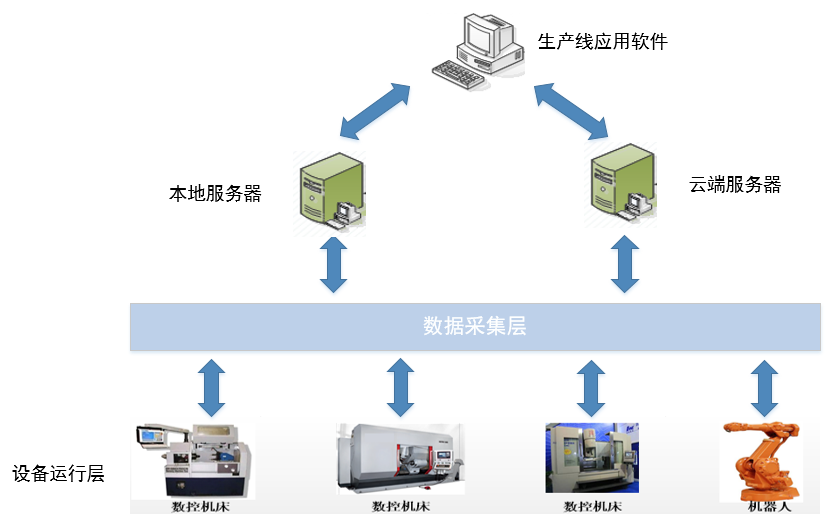 生产线应用软件
本地服务器
云端服务器
数据采集层
设备运行层
数控机床
数控机床
数控机床
机器人